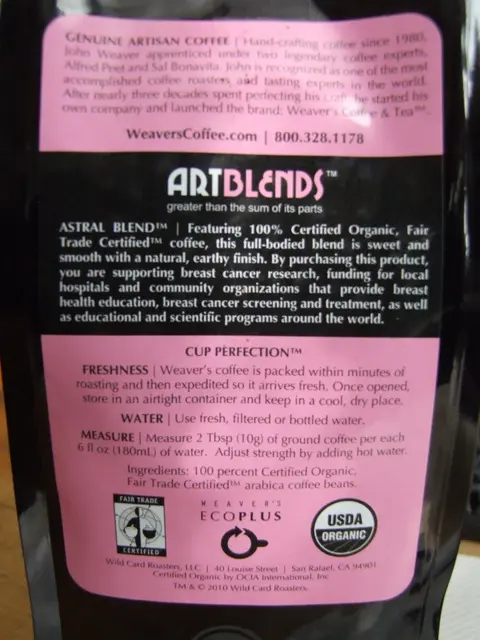 GENUINE ARTISAN COFFEE | Hand-crafting coffee since 1980,
John Weaver apprenticed under two legendary coffee experts,
Alfred Peet and Sal Bonavita. John is recognized as one of the most
accomplished coffee roasters and tasting experts in the world.
After nearly three decades spent perfecting his craft, he started his
own company and launched the brand: Weaver's Coffee & Tea™.
WeaversCoffee.com | 800.328.1178
ARTBLENDS™
greater than the sum of its parts
ASTRAL BLEND™ | Featuring 100% Certified Organic, Fair
Trade Certified™ coffee, this full-bodied blend is sweet and
smooth with a natural, earthy finish. By purchasing this product,
you are supporting breast cancer research, funding for local
hospitals and community organizations that provide breast
health education, breast cancer screening and treatment, as well
as educational and scientific programs around the world.
CUP PERFECTION™
FRESHNESS | Weaver's coffee is packed within minutes of
roasting and then expedited so it arrives fresh. Once opened,
store in an airtight container and keep in a cool, dry place.
WATER | Use fresh, filtered or bottled water.
MEASURE | Measure 2 Tbsp (10g) of ground coffee per each
6 fl oz (180mL) of water. Adjust strength by adding hot water.
Ingredients: 100 percent Certified Organic,
Fair Trade Certified™ arabica coffee beans.
FAIR TRADE
CERTIFIED
WEAVER'S
ECOPLUS
USDA
ORGANIC
Wild Card Roasters, LLC | 40 Louise Street | San Rafael, CA 94901
Certified Organic by OCIA International, Inc
TM & © 2010 Wild Card Roasters.